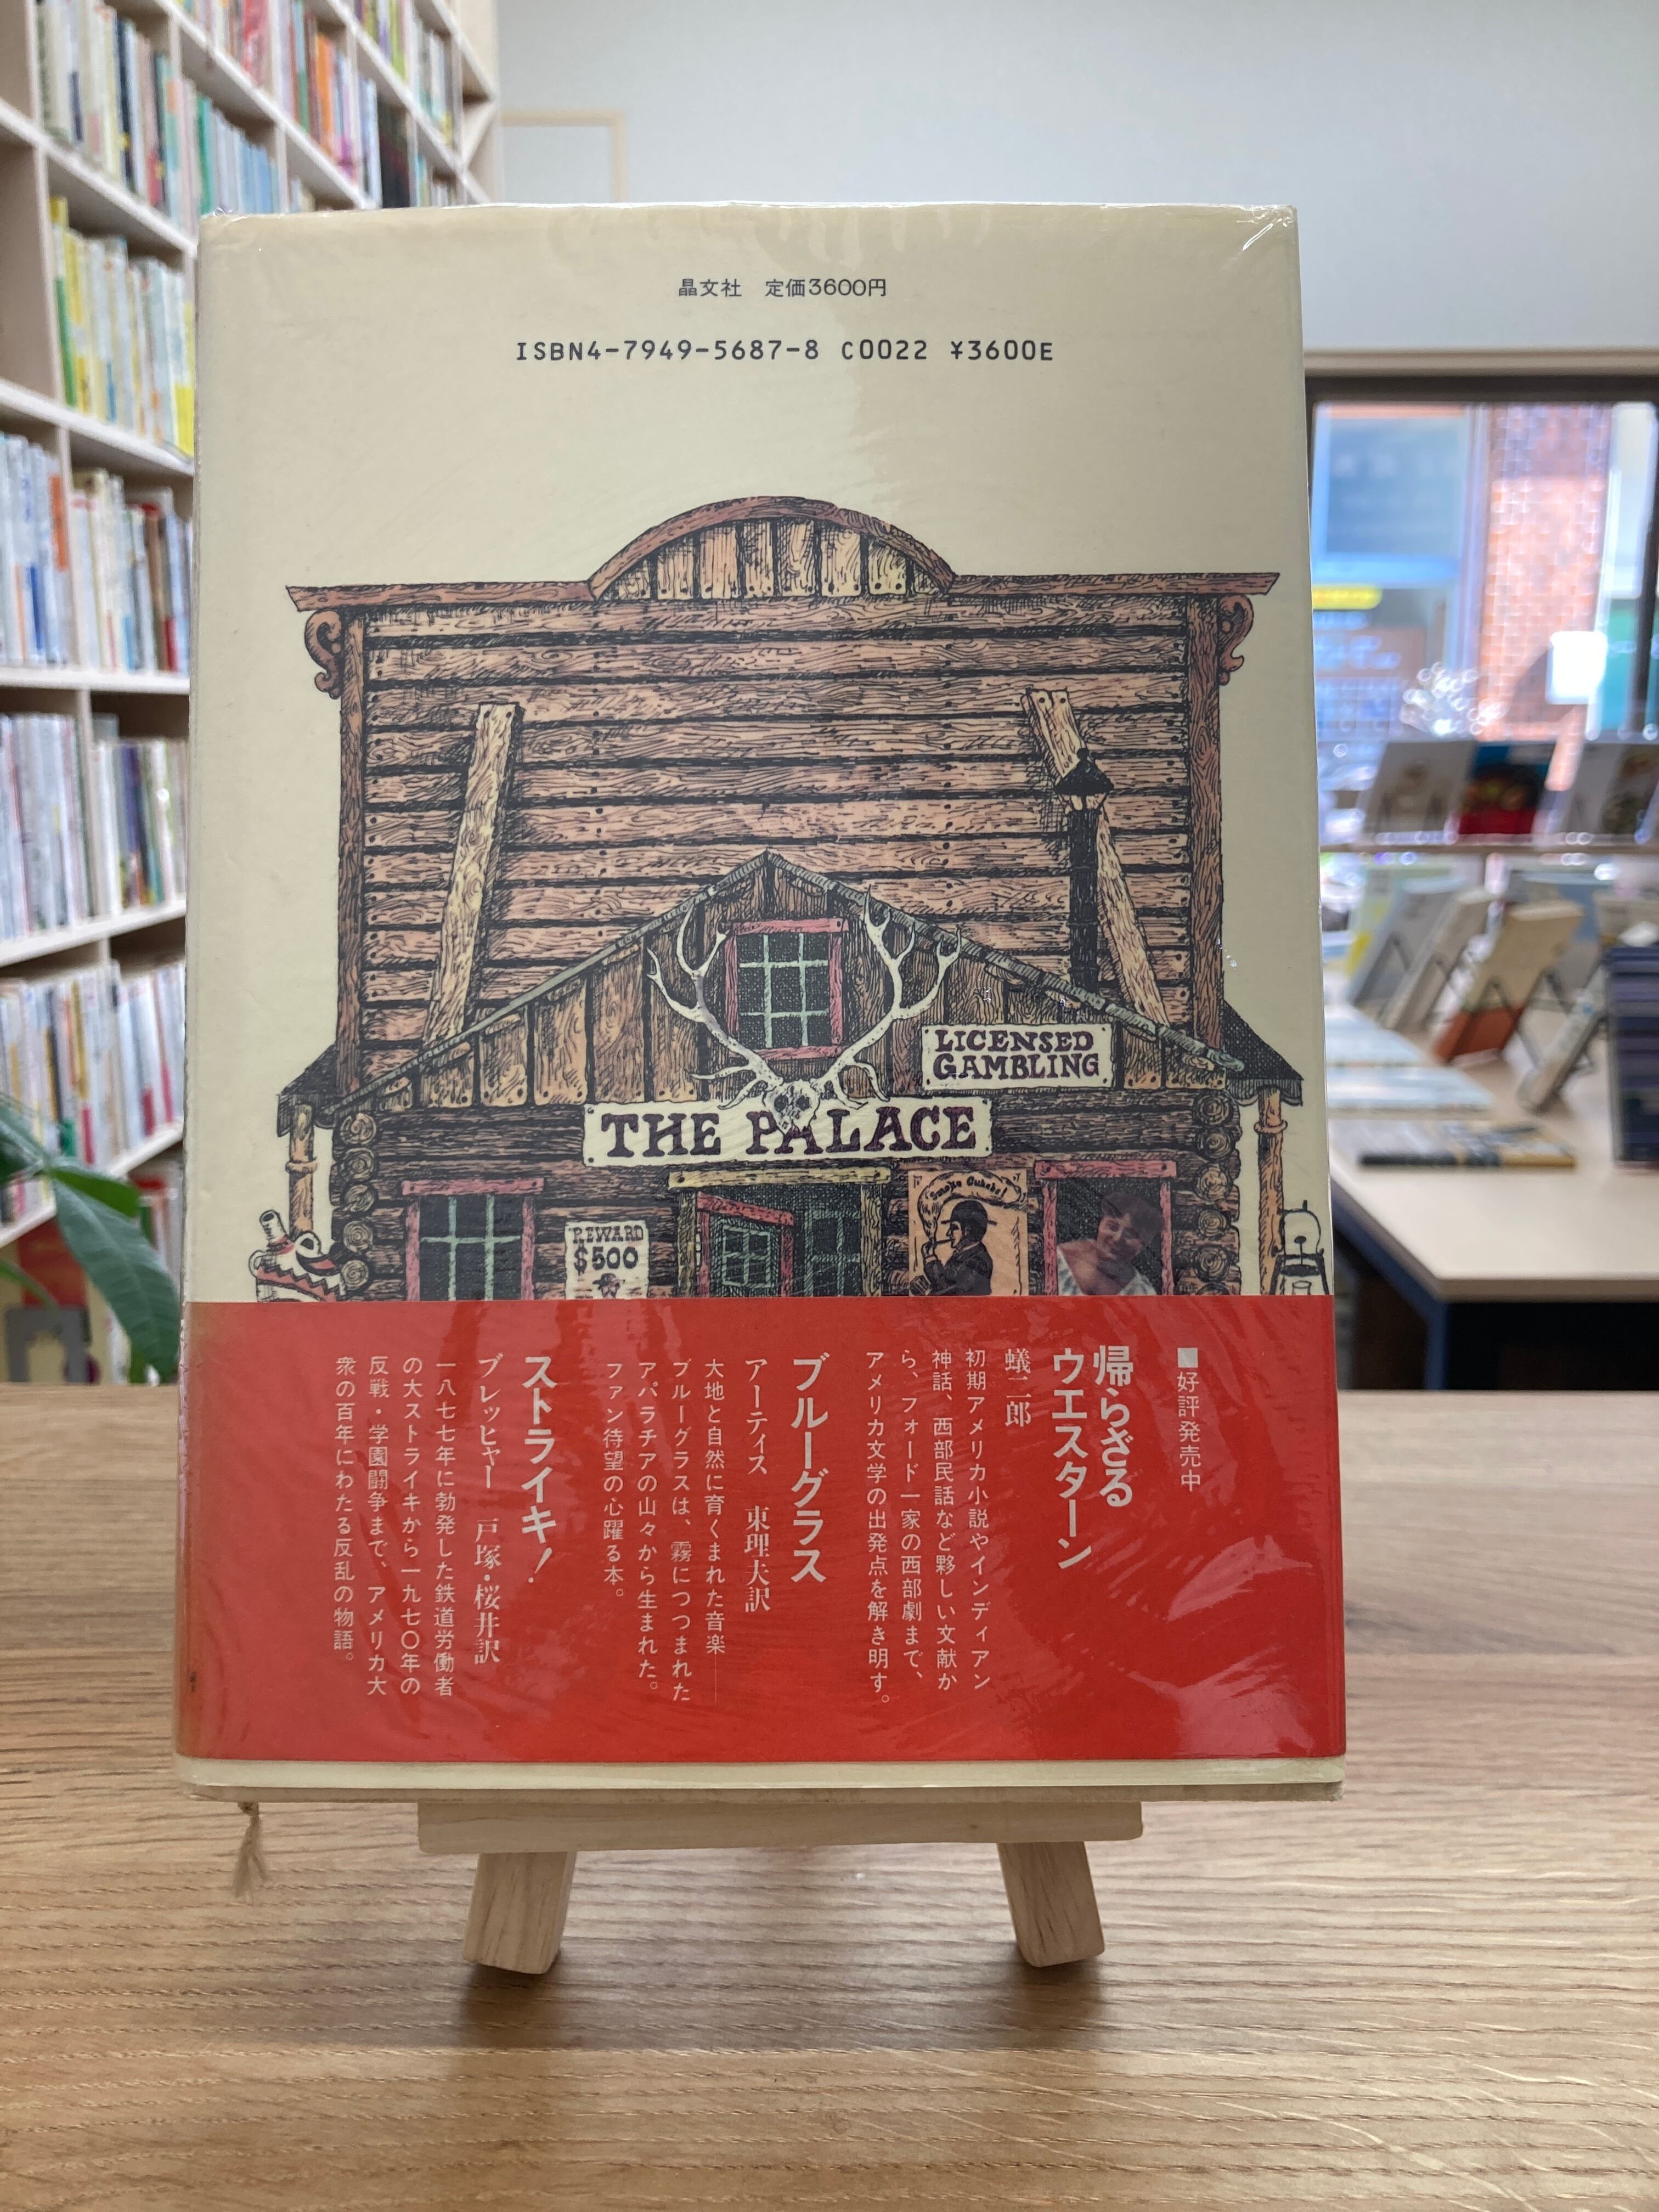 晶文社　定価3600円
ISBN4-7949-5687-8 C0022 ¥3600E
LICENSED
GAMBLING
THE PALACE
REWARD
$500
Smoke Cubebs!
■好評発売中
帰らざる
ウエスターン
蟻二郎
初期アメリカ小説やインディアン
神話、西部民話など夥しい文献か
ら、フォード一家の西部劇まで、
アメリカ文学の出発点を解き明す。
ブルーグラス
アーティス　東理夫訳
大地と自然に育くまれた音楽──
ブルーグラスは、霧につつまれた
アパラチアの山々から生まれた。
ファン待望の心躍る本。
ストライキ！
ブレッヒャー　戸塚・桜井訳
一八七七年に勃発した鉄道労働者
の大ストライキから一九七〇年の
反戦・学園闘争まで、アメリカ大
衆の百年にわたる反乱の物語。